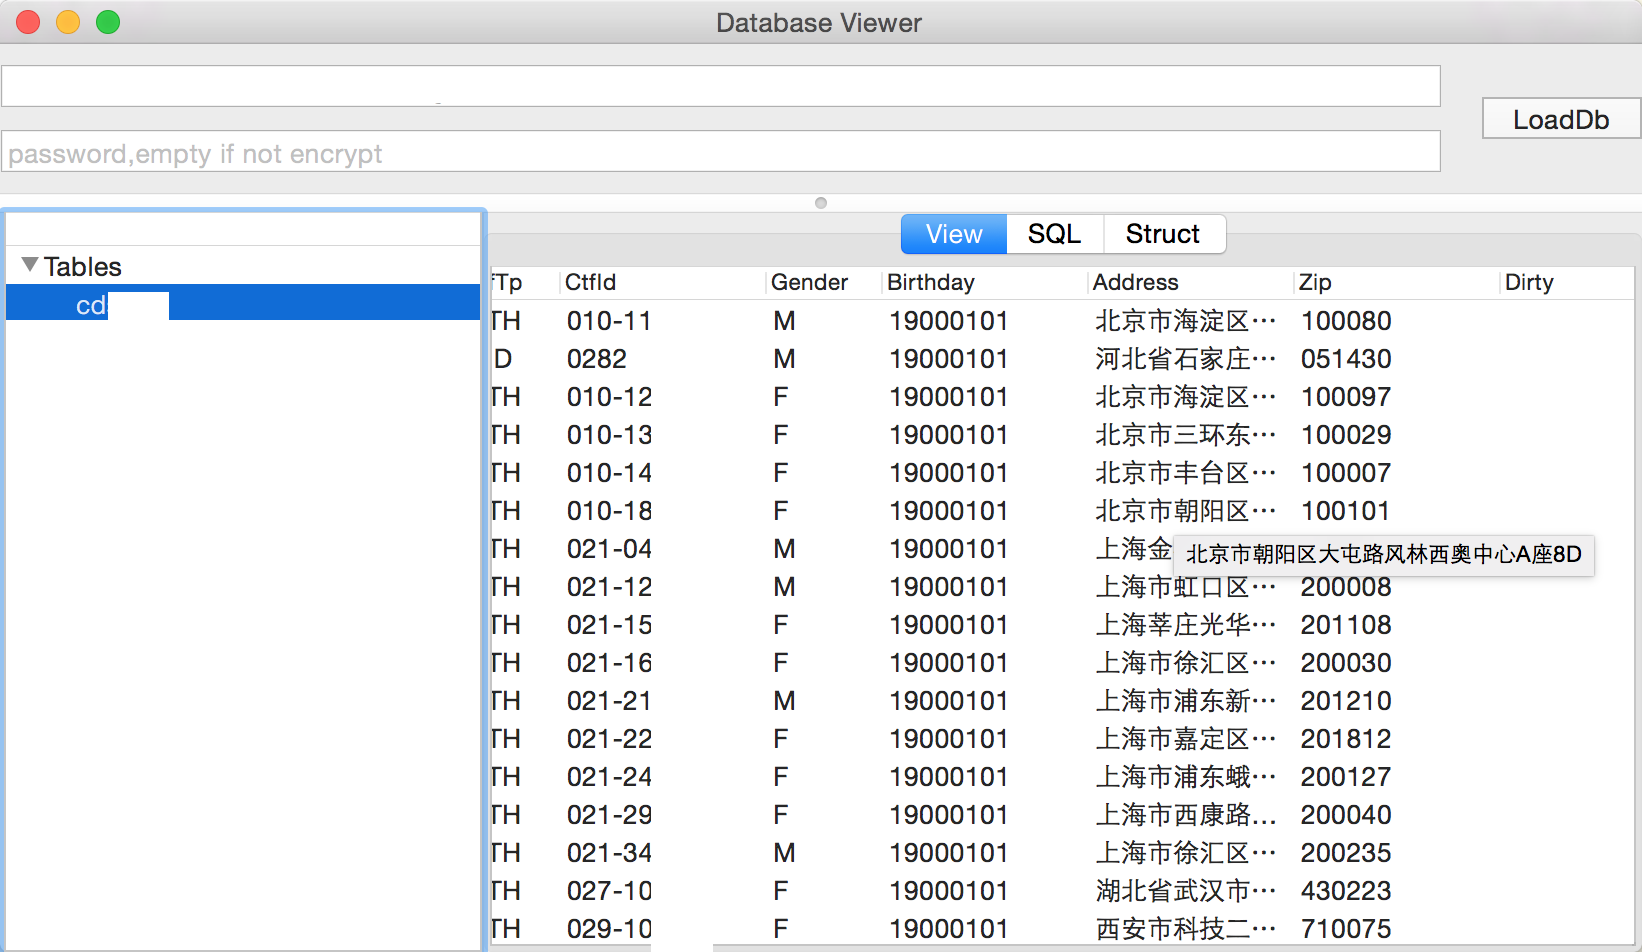 Database Viewer
LoadDb
password,empty if not encrypt
View SQL Struct
Tables
cd
fTp CtfId Gender Birthday Address Zip Dirty
TH 010-11 M 19000101 北京市海淀区… 100080
D 0282 M 19000101 河北省石家庄… 051430
TH 010-12 F 19000101 北京市海淀区… 100097
TH 010-13 F 19000101 北京市三环东… 100029
TH 010-14 F 19000101 北京市丰台区… 100007
TH 010-18 F 19000101 北京市朝阳区… 100101
TH 021-04 M 19000101 上海金
北京市朝阳区大屯路风林西奥中心A座8D
TH 021-12 M 19000101 上海市虹口区… 200008
TH 021-15 F 19000101 上海莘庄光华… 201108
TH 021-16 F 19000101 上海市徐汇区… 200030
TH 021-21 M 19000101 上海市浦东新… 201210
TH 021-22 F 19000101 上海市嘉定区… 201812
TH 021-24 F 19000101 上海市浦东蛾… 200127
TH 021-29 F 19000101 上海市西康路... 200040
TH 021-34 M 19000101 上海市徐汇区… 200235
TH 027-10 F 19000101 湖北省武汉市… 430223
TH 029-10 F 19000101 西安市科技二… 710075